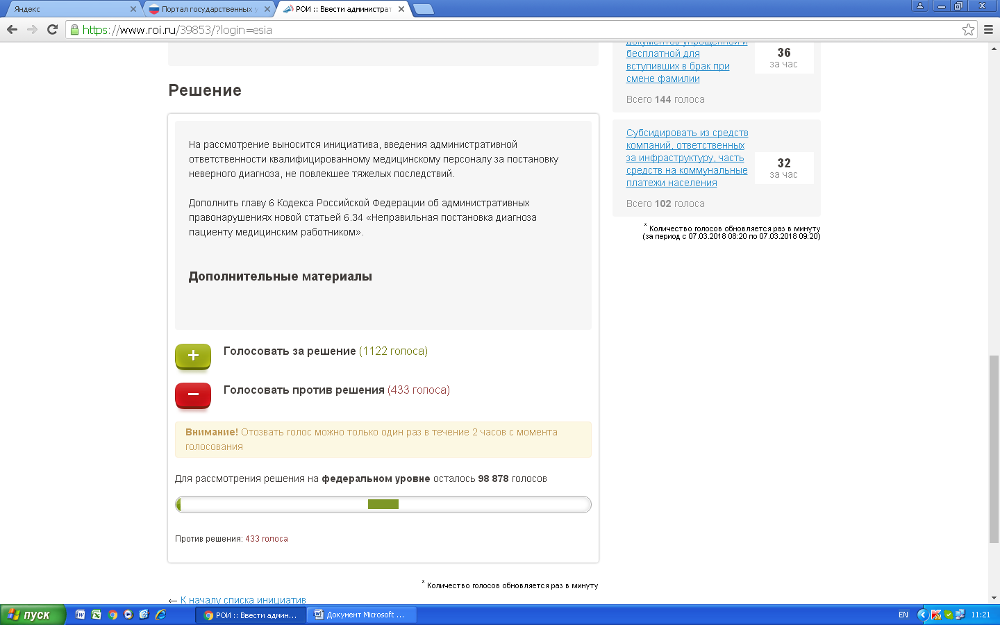 Яндекс
Портал государственных у
РОИ :: Ввести администрат
https://www.roi.ru/39853/?login=esia
Решение
На рассмотрение выносится инициатива, введения административной
ответственности квалифицированному медицинскому персоналу за постановку
неверного диагноза, не повлекшее тяжелых последствий.
Дополнить главу 6 Кодекса Российской Федерации об административных
правонарушениях новой статьей 6.34 «Неправильная постановка диагноза
пациенту медицинским работником».
Дополнительные материалы
+ Голосовать за решение (1122 голоса)
− Голосовать против решения (433 голоса)
Внимание! Отозвать голос можно только один раз в течение 2 часов с момента
голосования
Для рассмотрения решения на федеральном уровне осталось 98 878 голосов
Против решения: 433 голоса
* Количество голосов обновляется раз в минуту
← К началу списка инициатив
документов упрощенной и
бесплатной для
вступивших в брак при
смене фамилии
36
за час
Всего 144 голоса
Субсидировать из средств
компаний, ответственных
за инфраструктуру, часть
средств на коммунальные
платежи населения
32
за час
Всего 102 голоса
* Количество голосов обновляется раз в минуту
(за период с 07.03.2018 08:20 по 07.03.2018 09:20)
пуск
РОИ :: Ввести админ...
Документ Microsoft ...
EN
11:21